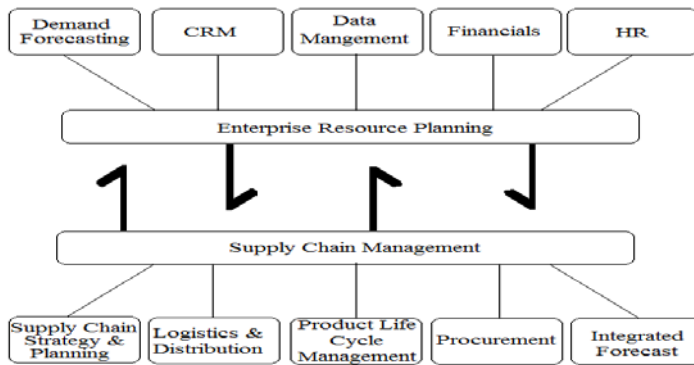 Demand
Forecasting
CRM
Data
Mangement
Financials
HR
Enterprise Resource Planning
Supply Chain Management
Supply Chain
Strategy &
Planning
Logistics &
Distribution
Product Life
Cycle
Management
Procurement
Integrated
Forecast